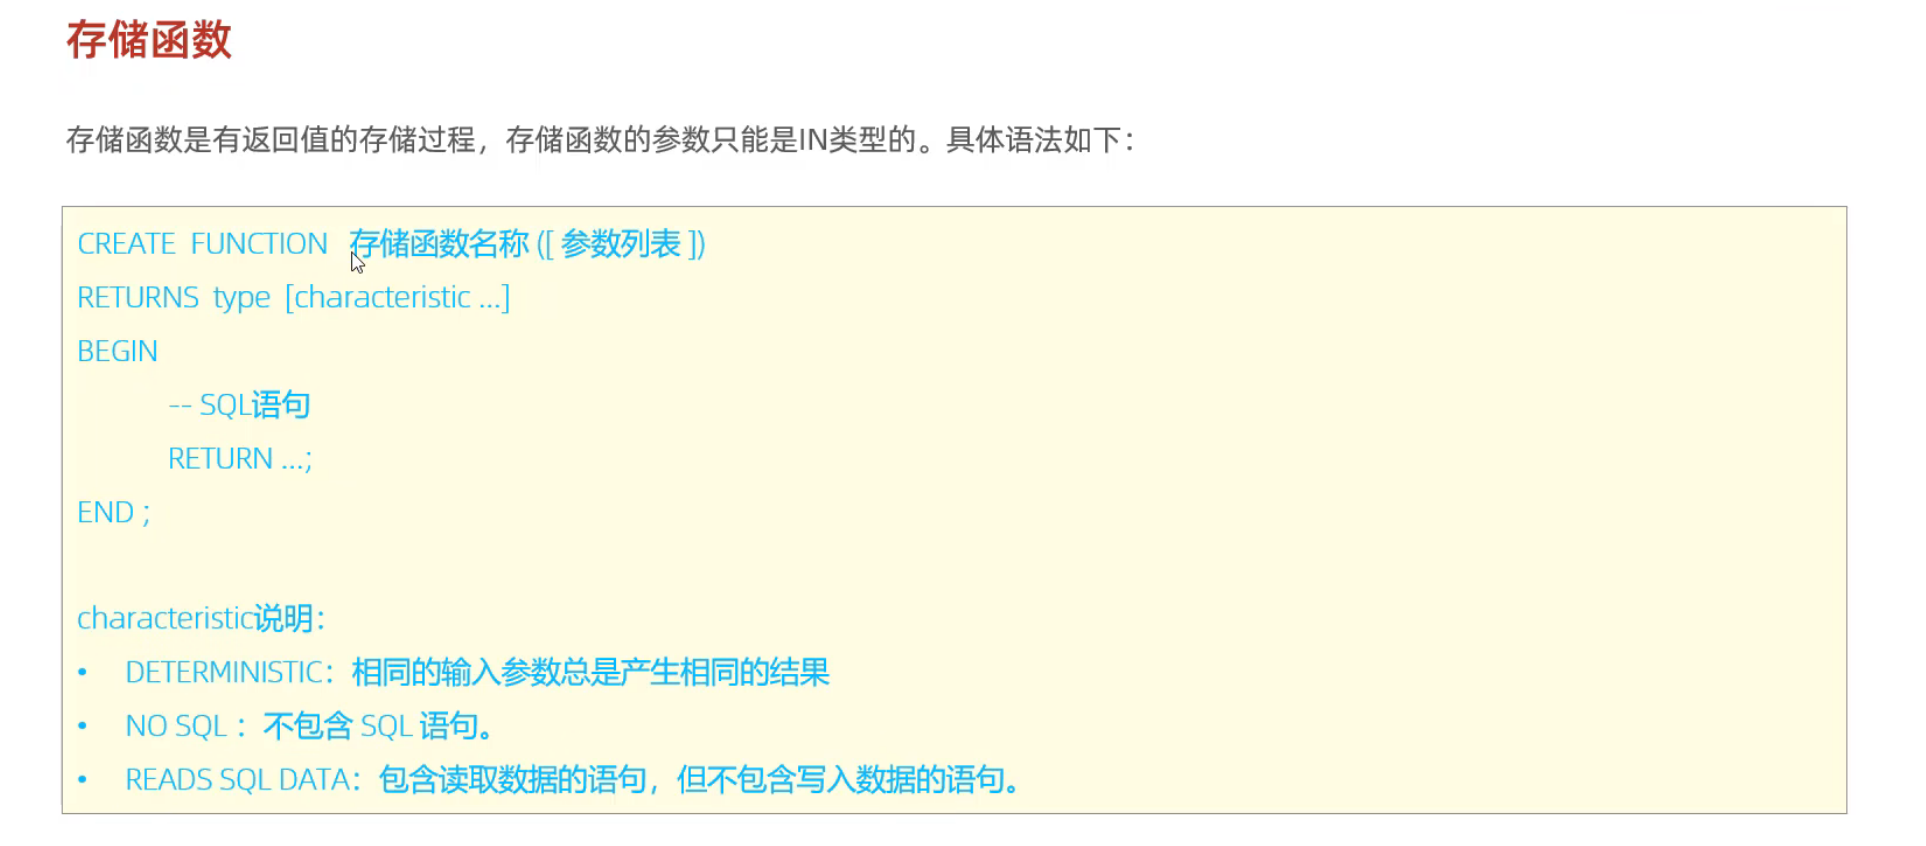 存储函数
存储函数是有返回值的存储过程，存储函数的参数只能是IN类型的。具体语法如下：
CREATE FUNCTION 存储函数名称 ([ 参数列表 ])
RETURNS type [characteristic ...]
BEGIN
-- SQL语句
RETURN ...;
END ;
characteristic说明：
• DETERMINISTIC：相同的输入参数总是产生相同的结果
• NO SQL ：不包含 SQL 语句。
• READS SQL DATA：包含读取数据的语句，但不包含写入数据的语句。